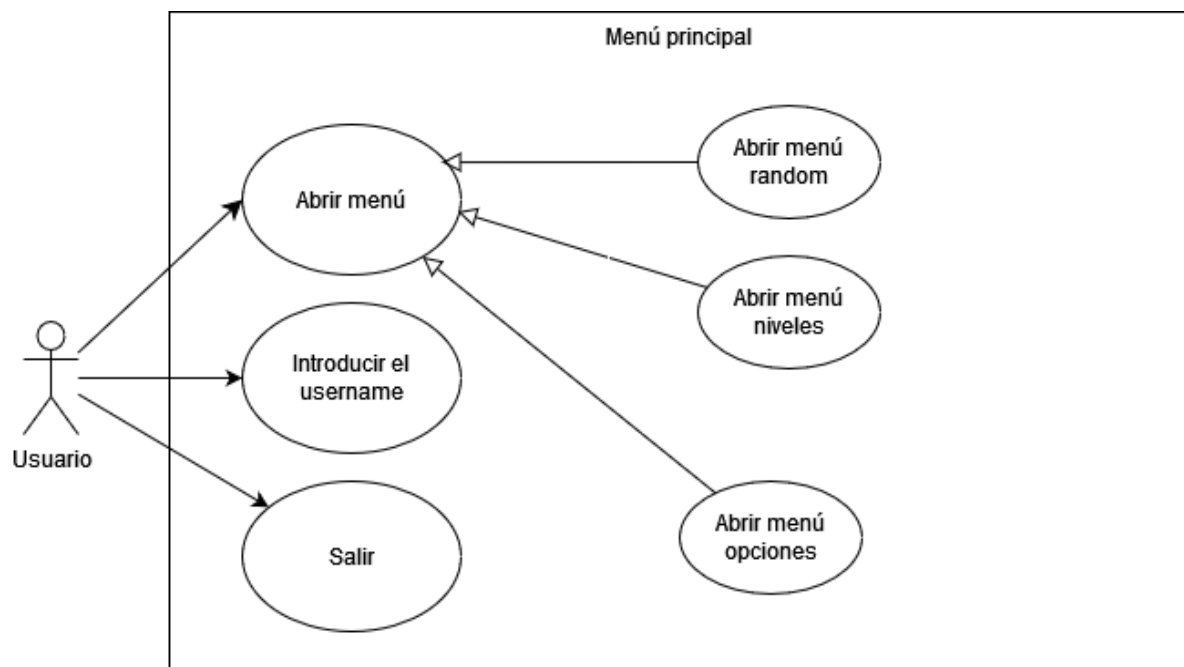 Menú principal
Abrir menú
random
Abrir menú
Abrir menú
niveles
Introducir el
username
Usuario
Abrir menú
opciones
Salir